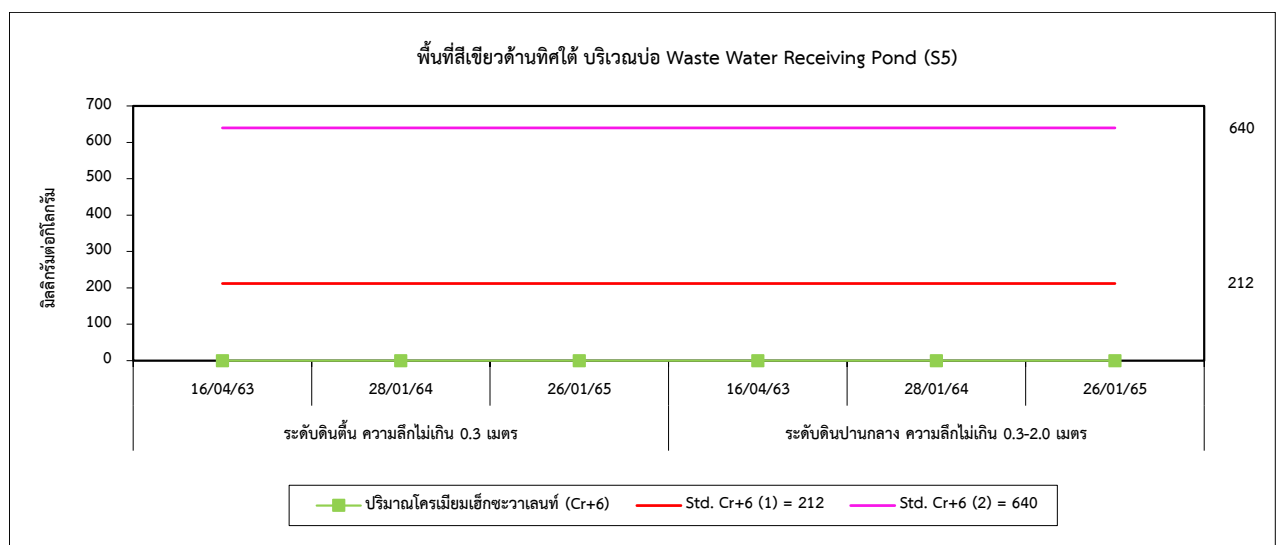 พื้นที่สีเขียวด้านทิศใต้ บริเวณบ่อ Waste Water Receiving Pond (S5)
มิลลิกรัมต่อกิโลกรัม
700
600
500
400
300
200
100
0
640
212
16/04/63 28/01/64 26/01/65 16/04/63 28/01/64 26/01/65
ระดับดินตื้น ความลึกไม่เกิน 0.3 เมตร ระดับดินปานกลาง ความลึกไม่เกิน 0.3-2.0 เมตร
ปริมาณโครเมียมเฮ็กซะวาเลนท์ (Cr+6) Std. Cr+6 (1) = 212 Std. Cr+6 (2) = 640